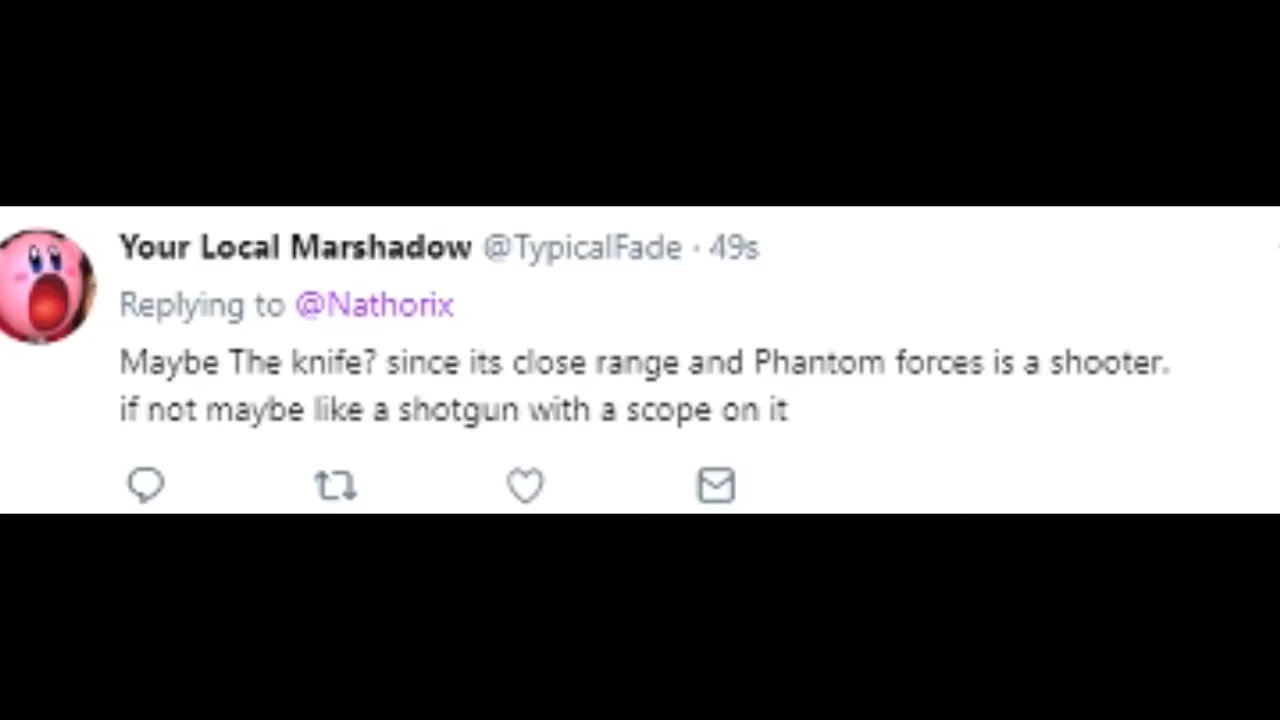 Your Local Marshadow @TypicalFade · 49s
Replying to @Nathorix
Maybe The knife? since its close range and Phantom forces is a shooter.
if not maybe like a shotgun with a scope on it